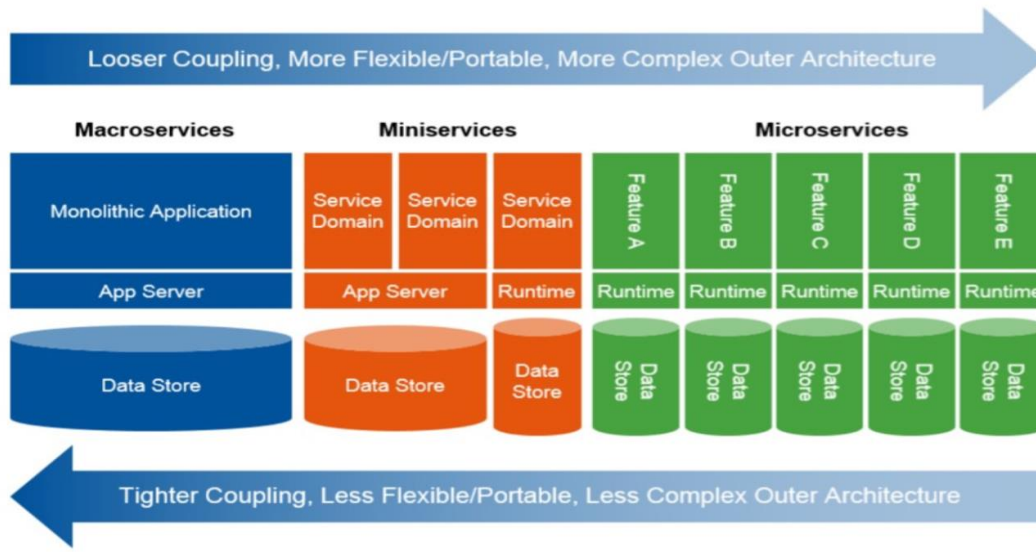 Looser Coupling, More Flexible/Portable, More Complex Outer Architecture
Macroservices
Miniservices
Microservices
Monolithic Application
Service
Domain
Service
Domain
Service
Domain
Feature A
Feature B
Feature C
Feature D
Feature E
App Server
App Server
Runtime
Runtime
Runtime
Runtime
Runtime
Runtime
Data Store
Data Store
Data
Store
Data
Store
Data
Store
Data
Store
Data
Store
Data
Store
Tighter Coupling, Less Flexible/Portable, Less Complex Outer Architecture